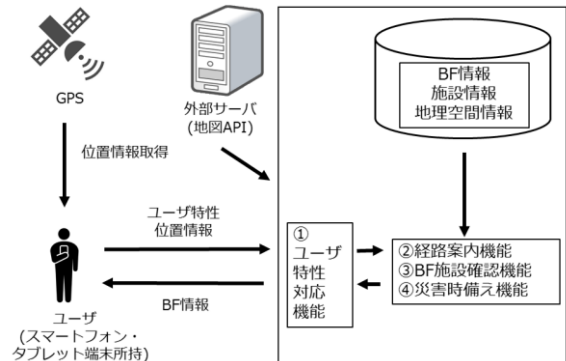 GPS
外部サーバ
(地図API)
BF情報
施設情報
地理空間情報
位置情報取得
ユーザ特性
位置情報
BF情報
ユーザ
(スマートフォン・
タブレット端末所持)
①
ユーザ
特性
対応
機能
②経路案内機能
③BF施設確認機能
④災害時備え機能